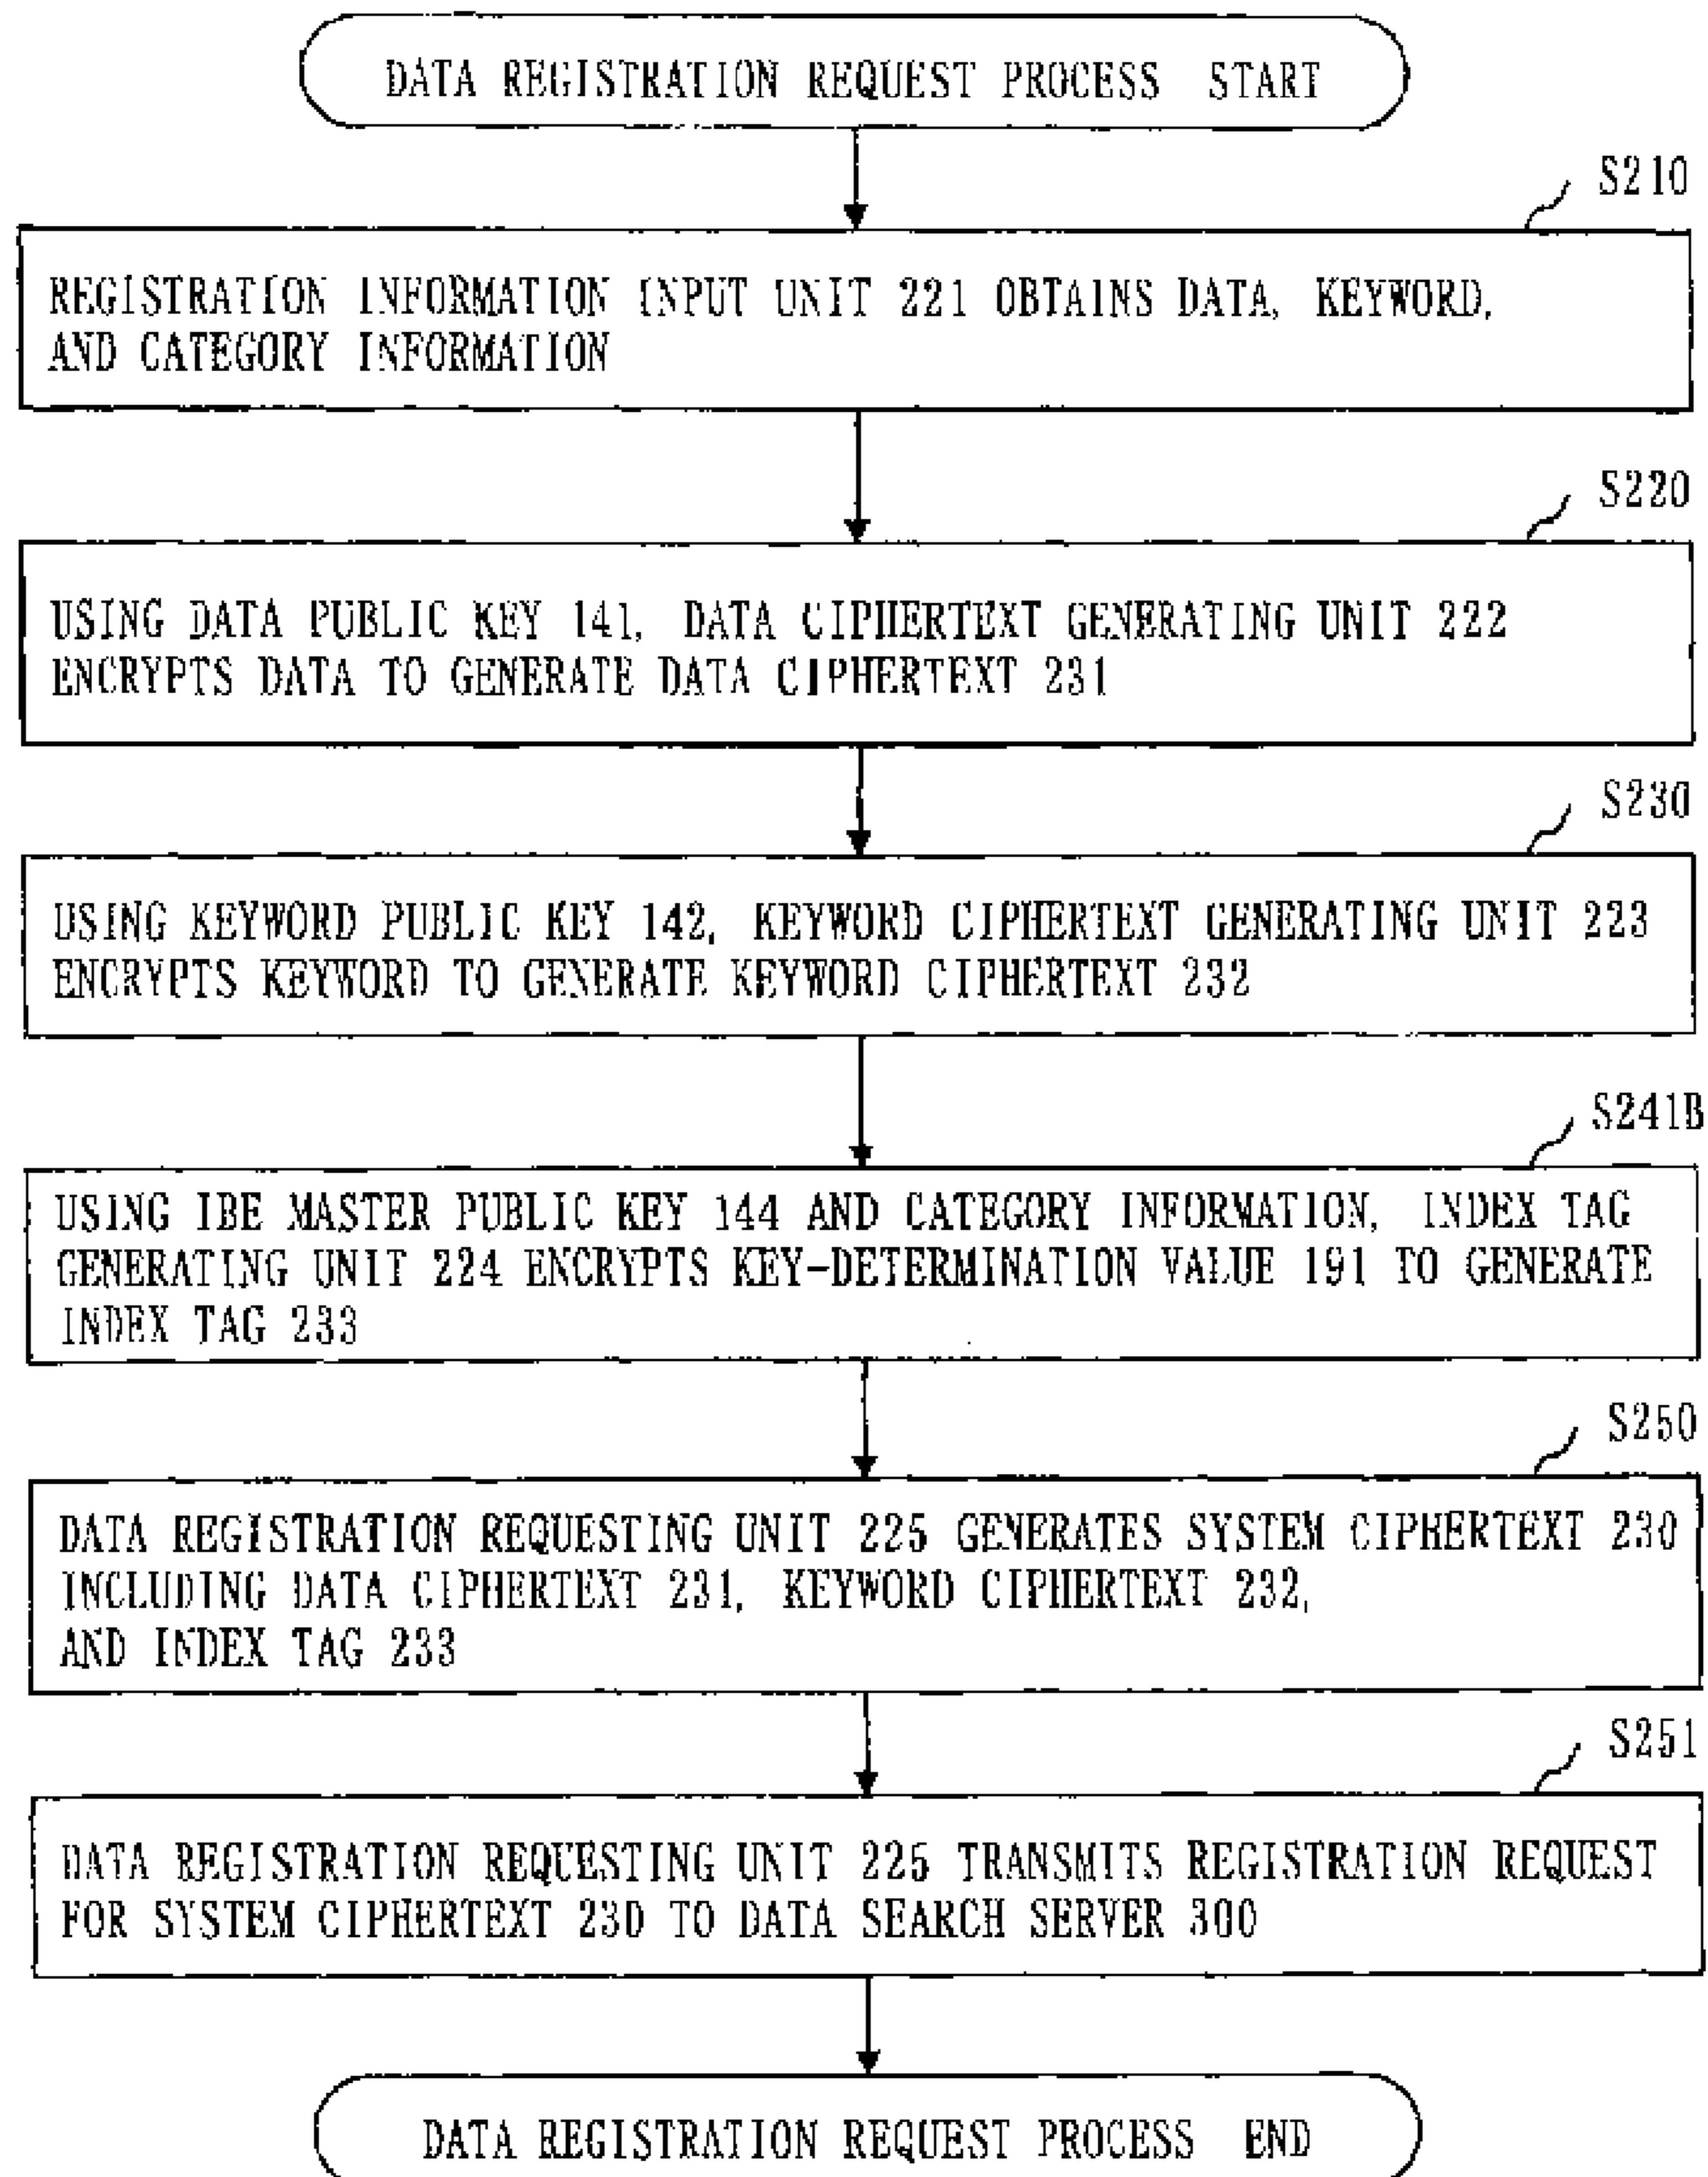 DATA REGISTRATION REQUEST PROCESS START
S210
REGISTRATION INFORMATION INPUT UNIT 221 OBTAINS DATA, KEYWORD,
AND CATEGORY INFORMATION
S220
USING DATA PUBLIC KEY 141, DATA CIPHERTEXT GENERATING UNIT 222
ENCRYPTS DATA TO GENERATE DATA CIPHERTEXT 231
S230
USING KEYWORD PUBLIC KEY 142, KEYWORD CIPHERTEXT GENERATING UNIT 223
ENCRYPTS KEYWORD TO GENERATE KEYWORD CIPHERTEXT 232
S241B
USING IBE MASTER PUBLIC KEY 144 AND CATEGORY INFORMATION, INDEX TAG
GENERATING UNIT 224 ENCRYPTS KEY-DETERMINATION VALUE 191 TO GENERATE
INDEX TAG 233
S250
DATA REGISTRATION REQUESTING UNIT 225 GENERATES SYSTEM CIPHERTEXT 230
INCLUDING DATA CIPHERTEXT 231, KEYWORD CIPHERTEXT 232,
AND INDEX TAG 233
S251
DATA REGISTRATION REQUESTING UNIT 225 TRANSMITS REGISTRATION REQUEST
FOR SYSTEM CIPHERTEXT 230 TO DATA SEARCH SERVER 300
DATA REGISTRATION REQUEST PROCESS END